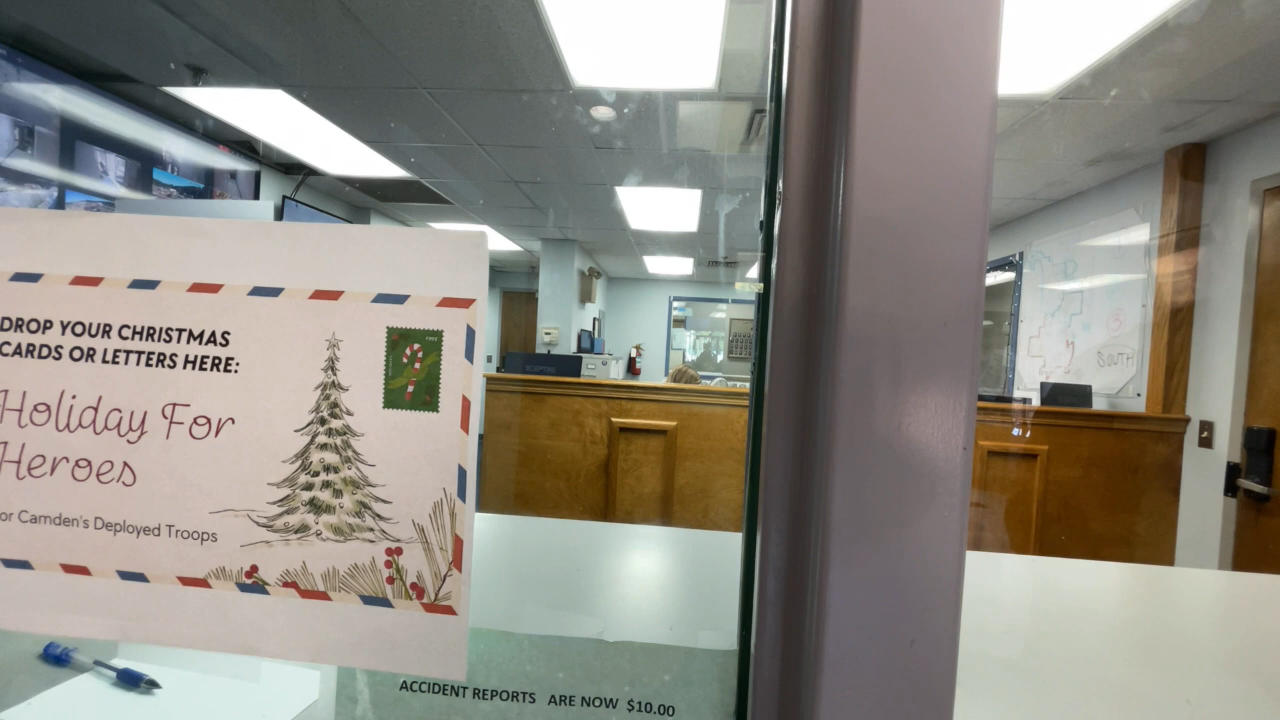 DROP YOUR CHRISTMAS
CARDS OR LETTERS HERE:
Holiday For
Heroes
or Camden's Deployed Troops
ACCIDENT REPORTS ARE NOW $10.00
SOUTH